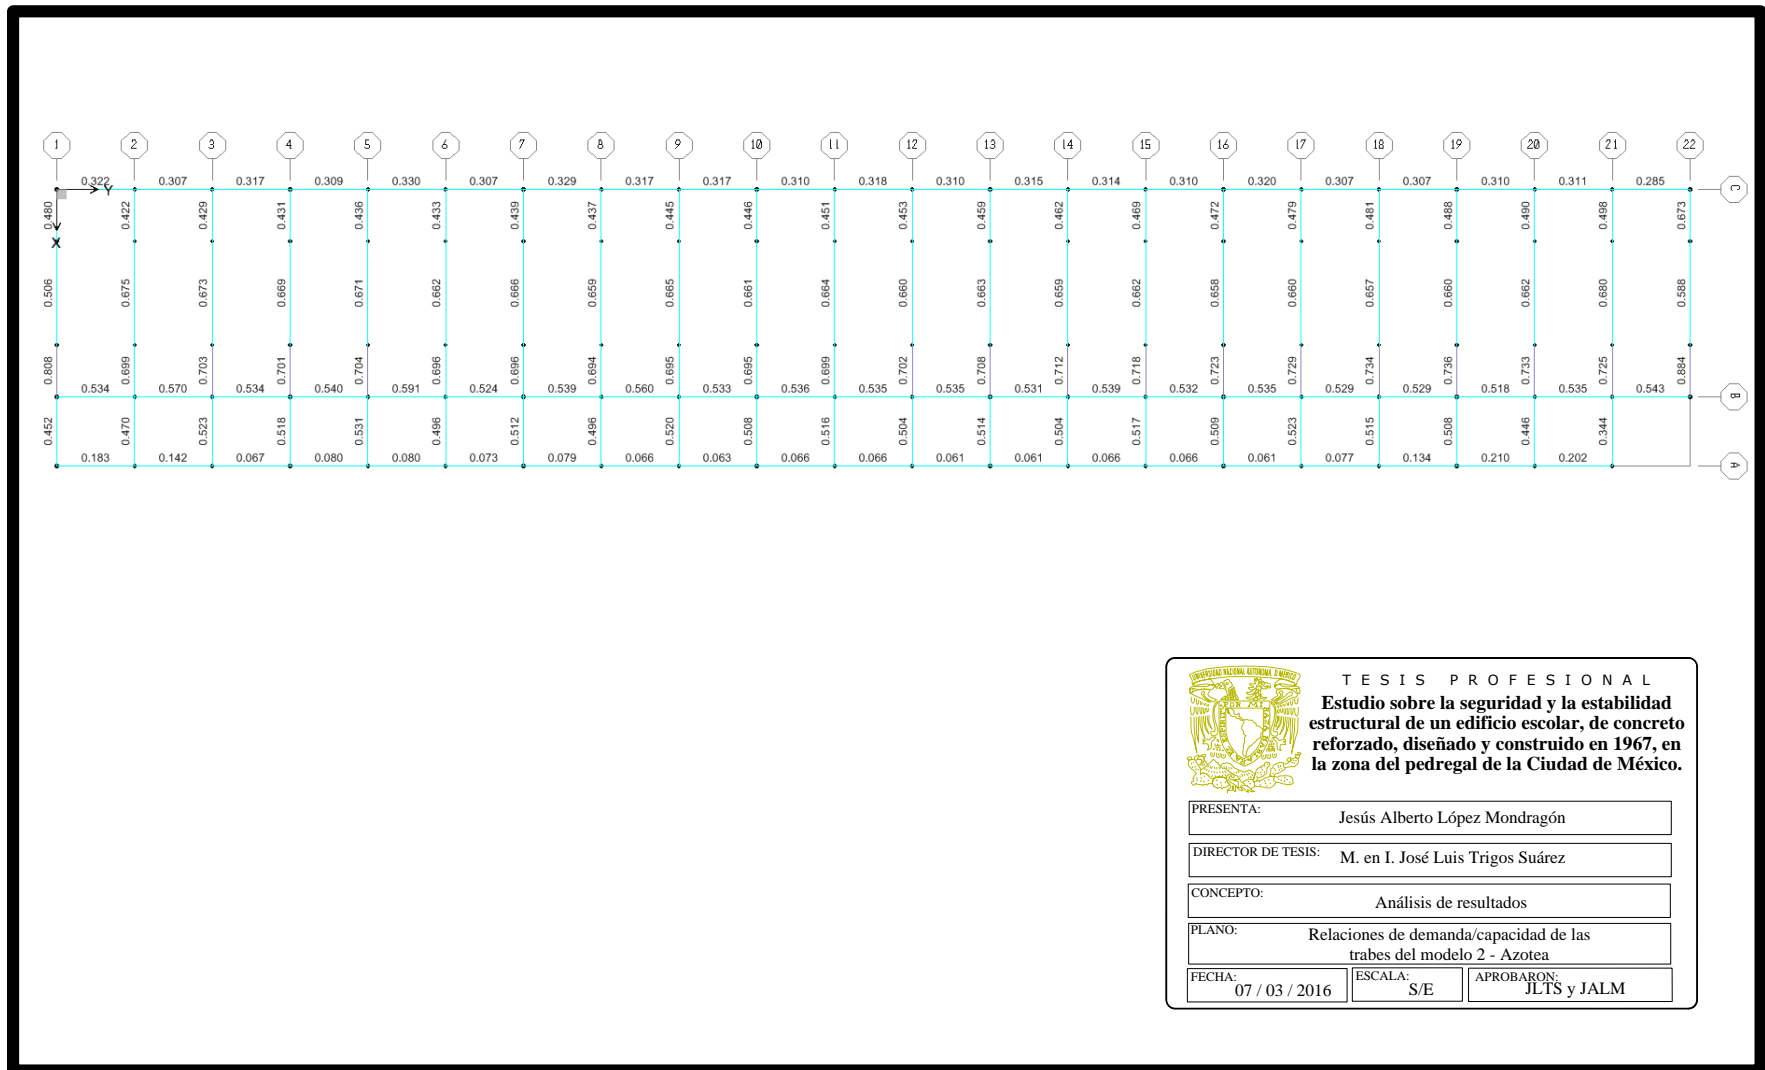 1 2 3 4 5 6 7 8 9 10 11 12 13 14 15 16 17 18 19 20 21 22
0.322 0.307 0.317 0.309 0.330 0.307 0.329 0.317 0.317 0.310 0.318 0.310 0.315 0.314 0.310 0.320 0.307 0.307 0.310 0.311 0.285
Y
C
0.480 0.422 0.429 0.431 0.436 0.433 0.439 0.437 0.445 0.446 0.451 0.453 0.459 0.462 0.469 0.472 0.479 0.481 0.488 0.490 0.498 0.673
X
0.506 0.675 0.673 0.669 0.671 0.662 0.666 0.659 0.665 0.661 0.664 0.660 0.663 0.659 0.662 0.658 0.660 0.657 0.660 0.662 0.680 0.588
0.808 0.699 0.703 0.701 0.704 0.696 0.696 0.694 0.695 0.695 0.699 0.702 0.708 0.712 0.718 0.723 0.729 0.734 0.736 0.733 0.725 0.884
0.534 0.570 0.534 0.540 0.591 0.524 0.539 0.560 0.533 0.536 0.535 0.535 0.531 0.539 0.532 0.535 0.529 0.529 0.518 0.535 0.543
B
0.452 0.470 0.523 0.518 0.531 0.496 0.512 0.496 0.520 0.508 0.516 0.504 0.514 0.504 0.517 0.509 0.523 0.515 0.508 0.446 0.344
0.183 0.142 0.067 0.080 0.080 0.073 0.079 0.066 0.063 0.066 0.066 0.061 0.061 0.066 0.066 0.061 0.077 0.134 0.210 0.202
A
TESIS PROFESIONAL
Estudio sobre la seguridad y la estabilidad
estructural de un edificio escolar, de concreto
reforzado, diseñado y construido en 1967, en
la zona del pedregal de la Ciudad de México.
PRESENTA:
Jesús Alberto López Mondragón
DIRECTOR DE TESIS:
M. en I. José Luis Trigos Suárez
CONCEPTO:
Análisis de resultados
PLANO:
Relaciones de demanda/capacidad de las
trabes del modelo 2 - Azotea
FECHA:
07 / 03 / 2016
ESCALA:
S/E
APROBARON:
JLTS y JALM